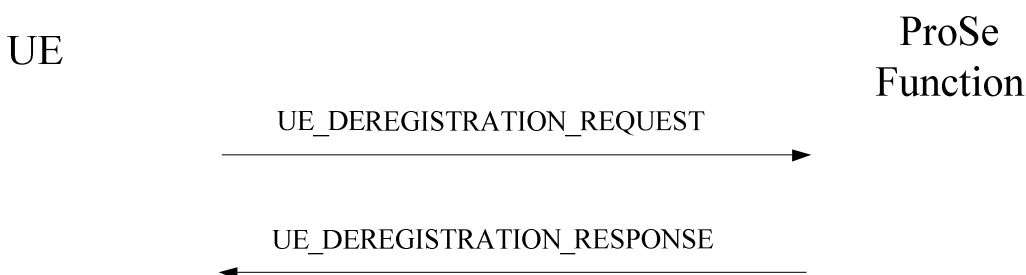 UE
ProSe
Function
UE_DEREGISTRATION_REQUEST
UE_DEREGISTRATION_RESPONSE